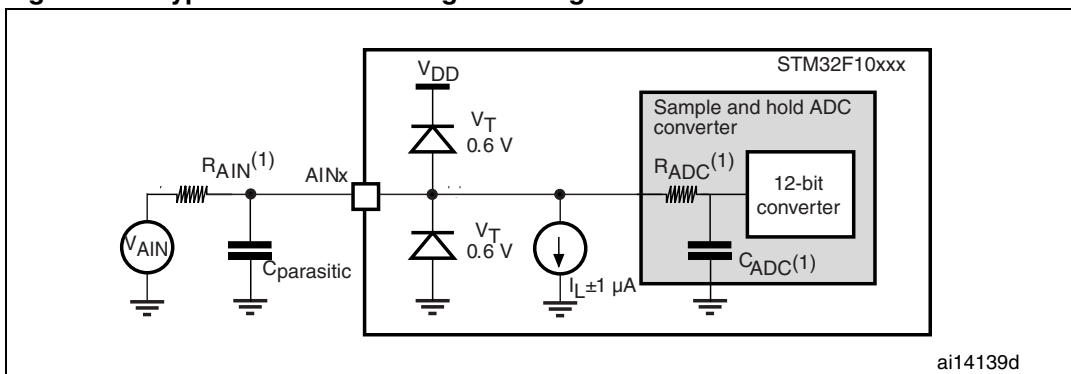 STM32F10xxx
VDD
Sample and hold ADC
converter
VT
0.6 V
RAIN(1)
AINx
RADC(1)
12-bit
converter
VAIN
Cparasitic
VT
0.6 V
IL±1 µA
CADC(1)
ai14139d